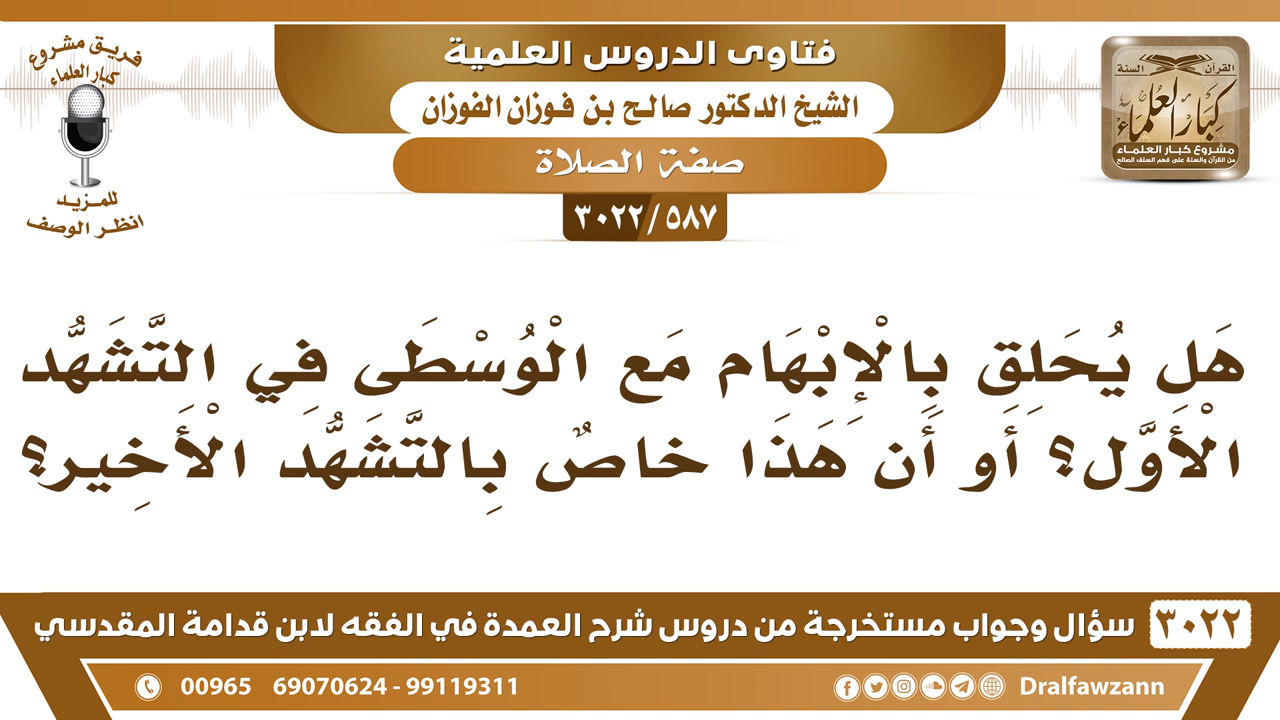 فريق مشروع
كبار العلماء
للمزيد
انظر الوصف
فتاوى الدروس العلمية
الشيخ الدكتور صالح بن فوزان الفوزان
صفة الصلاة
٥٨٧ / ٣٠٢٢
القرآن السنة
كبار العلماء
مشروع كبار العلماء
من القرآن والسنة على فهم السلف الصالح
هَل يُحَلِّق بِالْإِبْهَام مَع الْوُسْطَى فِي التَّشَهُّد
الْأَوَّل؟ أَو أَن هَذَا خاصٌ بِالتَّشَهُّدَ الْأَخِير؟
٣٠٢٢ سؤال وجواب مستخرجة من دروس شرح العمدة في الفقه لابن قدامة المقدسي
00965 69070624 - 99119311
Dralfawzann